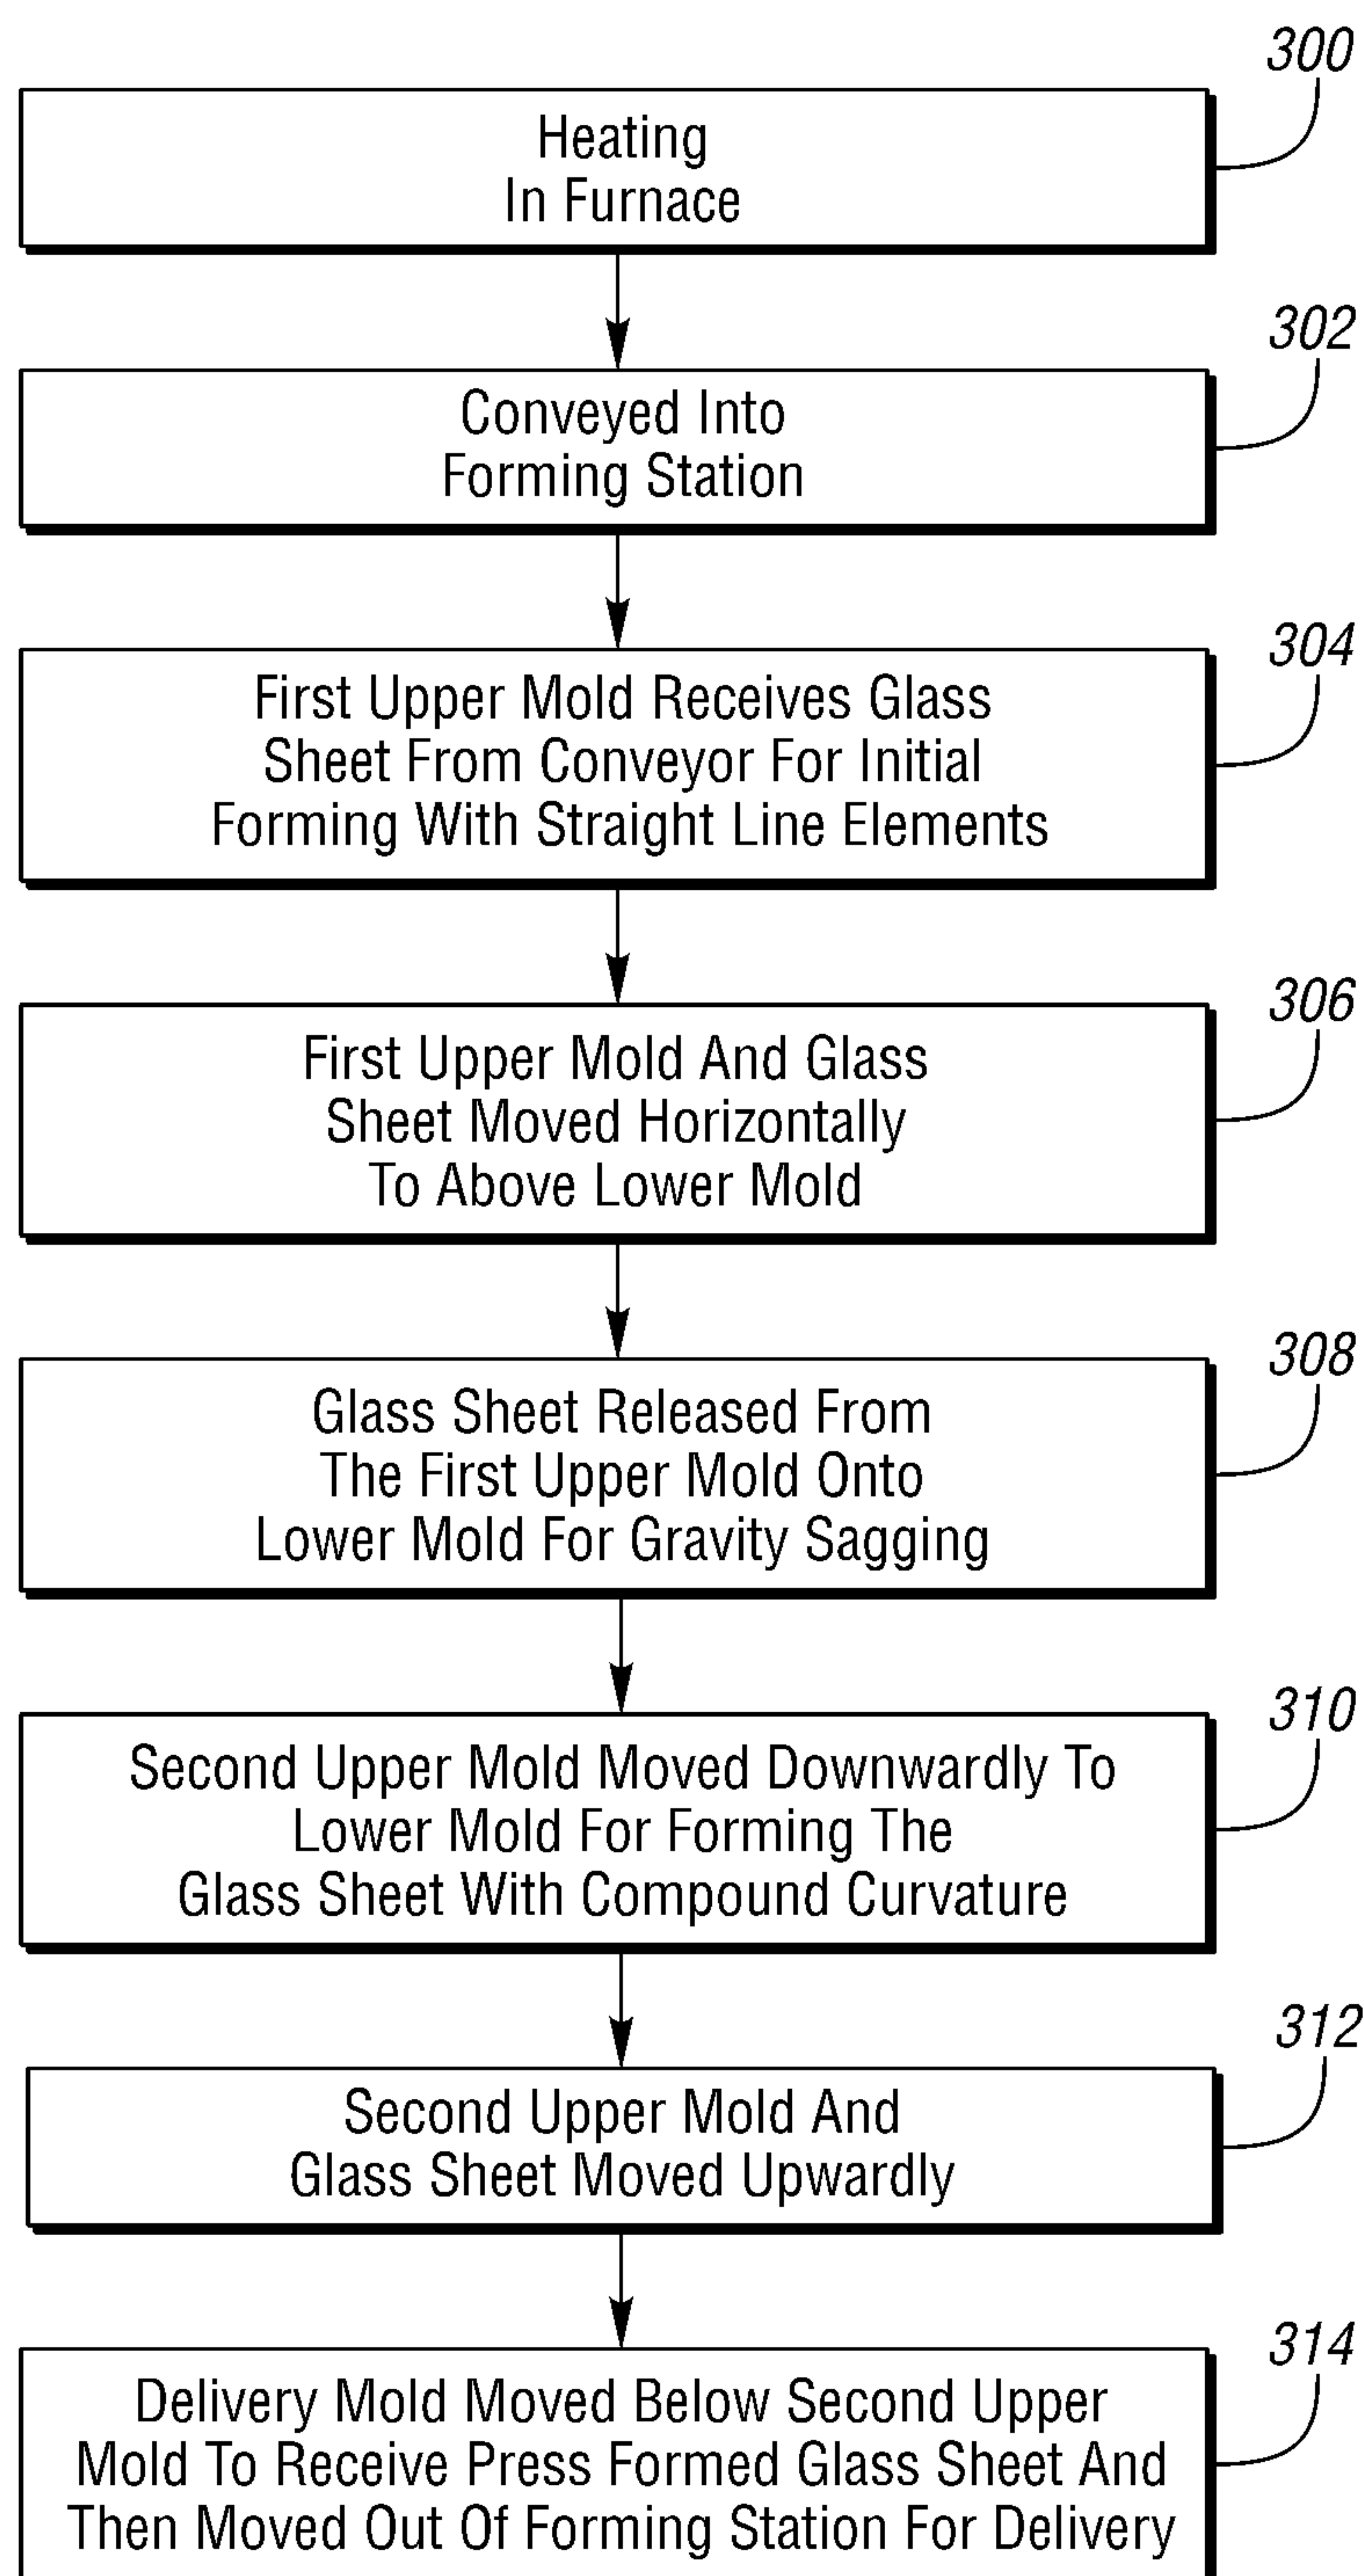 300
Heating
In Furnace
302
Conveyed Into
Forming Station
304
First Upper Mold Receives Glass
Sheet From Conveyor For Initial
Forming With Straight Line Elements
306
First Upper Mold And Glass
Sheet Moved Horizontally
To Above Lower Mold
308
Glass Sheet Released From
The First Upper Mold Onto
Lower Mold For Gravity Sagging
310
Second Upper Mold Moved Downwardly To
Lower Mold For Forming The
Glass Sheet With Compound Curvature
312
Second Upper Mold And
Glass Sheet Moved Upwardly
314
Delivery Mold Moved Below Second Upper
Mold To Receive Press Formed Glass Sheet And
Then Moved Out Of Forming Station For Delivery